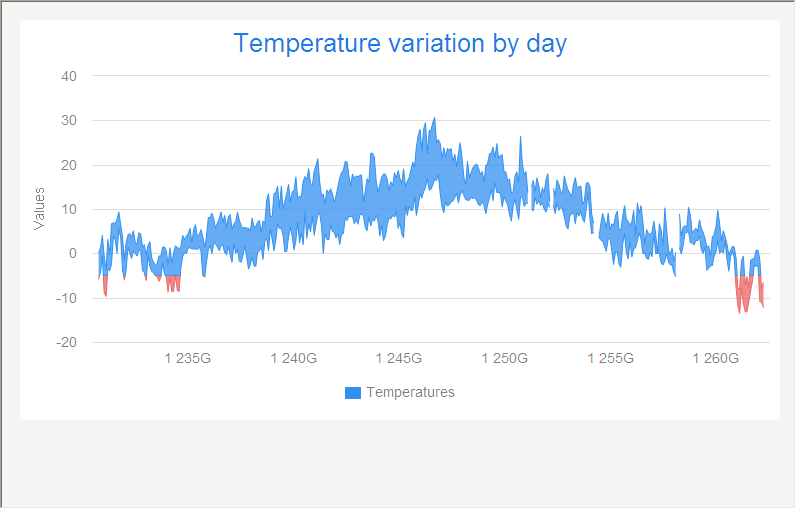 Temperature variation by day
Values
40
30
20
10
0
-10
-20
1 235G 1 240G 1 245G 1 250G 1 255G 1 260G
Temperatures